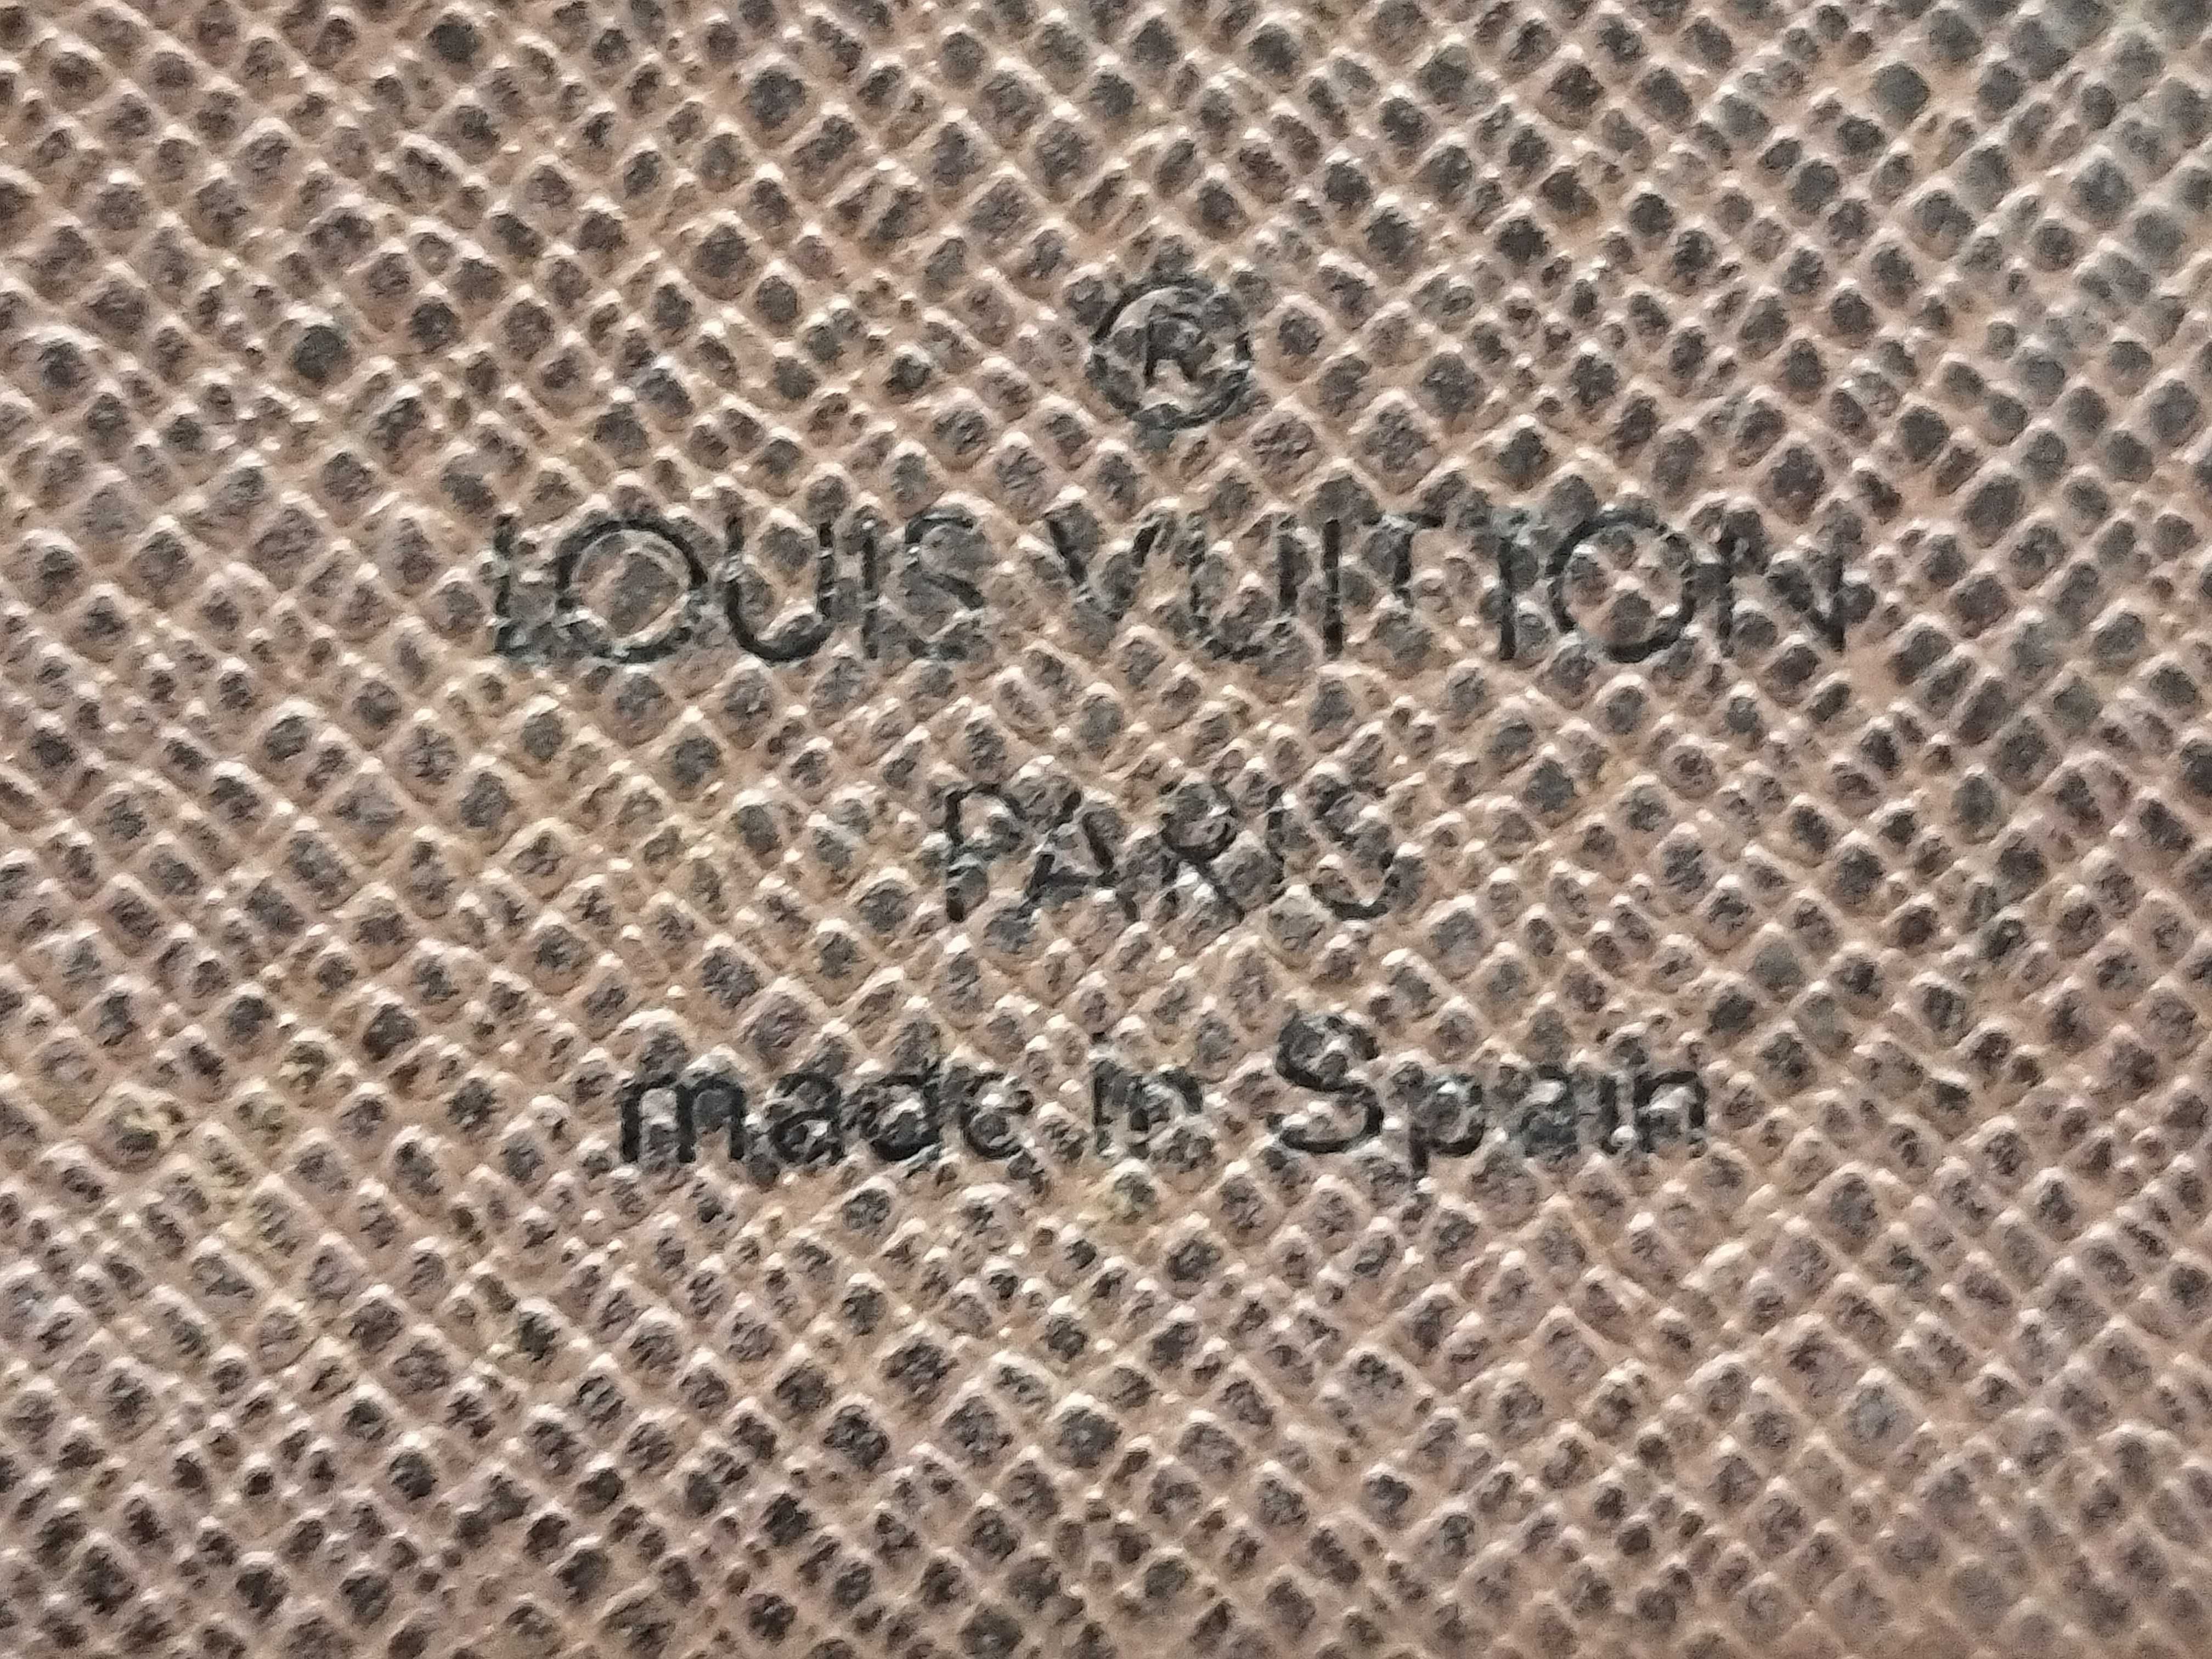 ®
LOUIS VUITTON
PARIS
made in Spain